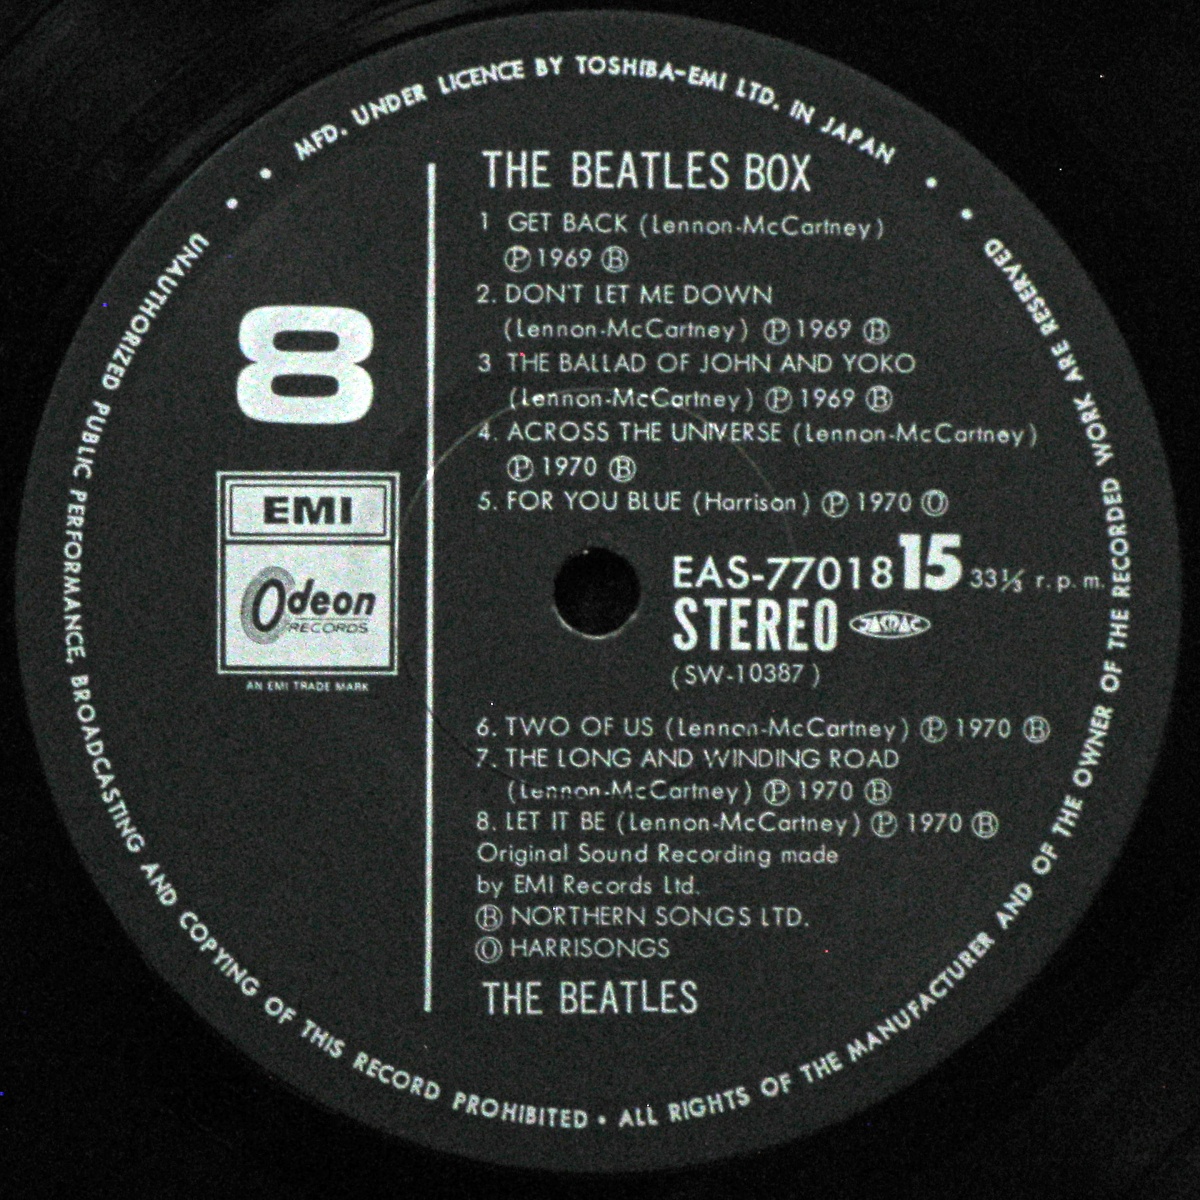 MFD. UNDER LICENCE BY TOSHIBA-EMI LTD. IN JAPAN
THE BEATLES BOX
1 GET BACK (Lennon-McCartney)
Ⓟ 1969 Ⓑ
2. DON'T LET ME DOWN
(Lennon-McCartney) Ⓟ 1969 Ⓑ
3 THE BALLAD OF JOHN AND YOKO
(Lennon-McCartney) Ⓟ 1969 Ⓑ
4. ACROSS THE UNIVERSE (Lennon-McCartney)
Ⓟ 1970 Ⓑ
5. FOR YOU BLUE (Harrison) Ⓟ 1970 Ⓞ
8
EMI
Odeon
RECORDS
AN EMI TRADE MARK
EAS-77018 15 33⅓ r.p.m.
STEREO JASRAC
(SW-10387)
6. TWO OF US (Lennon-McCartney) Ⓟ 1970 Ⓑ
7. THE LONG AND WINDING ROAD
(Lennon-McCartney) Ⓟ 1970 Ⓑ
8. LET IT BE (Lennon-McCartney) Ⓟ 1970 Ⓑ
Original Sound Recording made
by EMI Records Ltd.
Ⓑ NORTHERN SONGS LTD.
Ⓞ HARRISONGS
THE BEATLES
UNAUTHORIZED PUBLIC PERFORMANCE, BROADCASTING AND COPYING OF THIS RECORD PROHIBITED • ALL RIGHTS OF THE MANUFACTURER AND OF THE OWNER OF THE RECORDED WORK ARE RESERVED